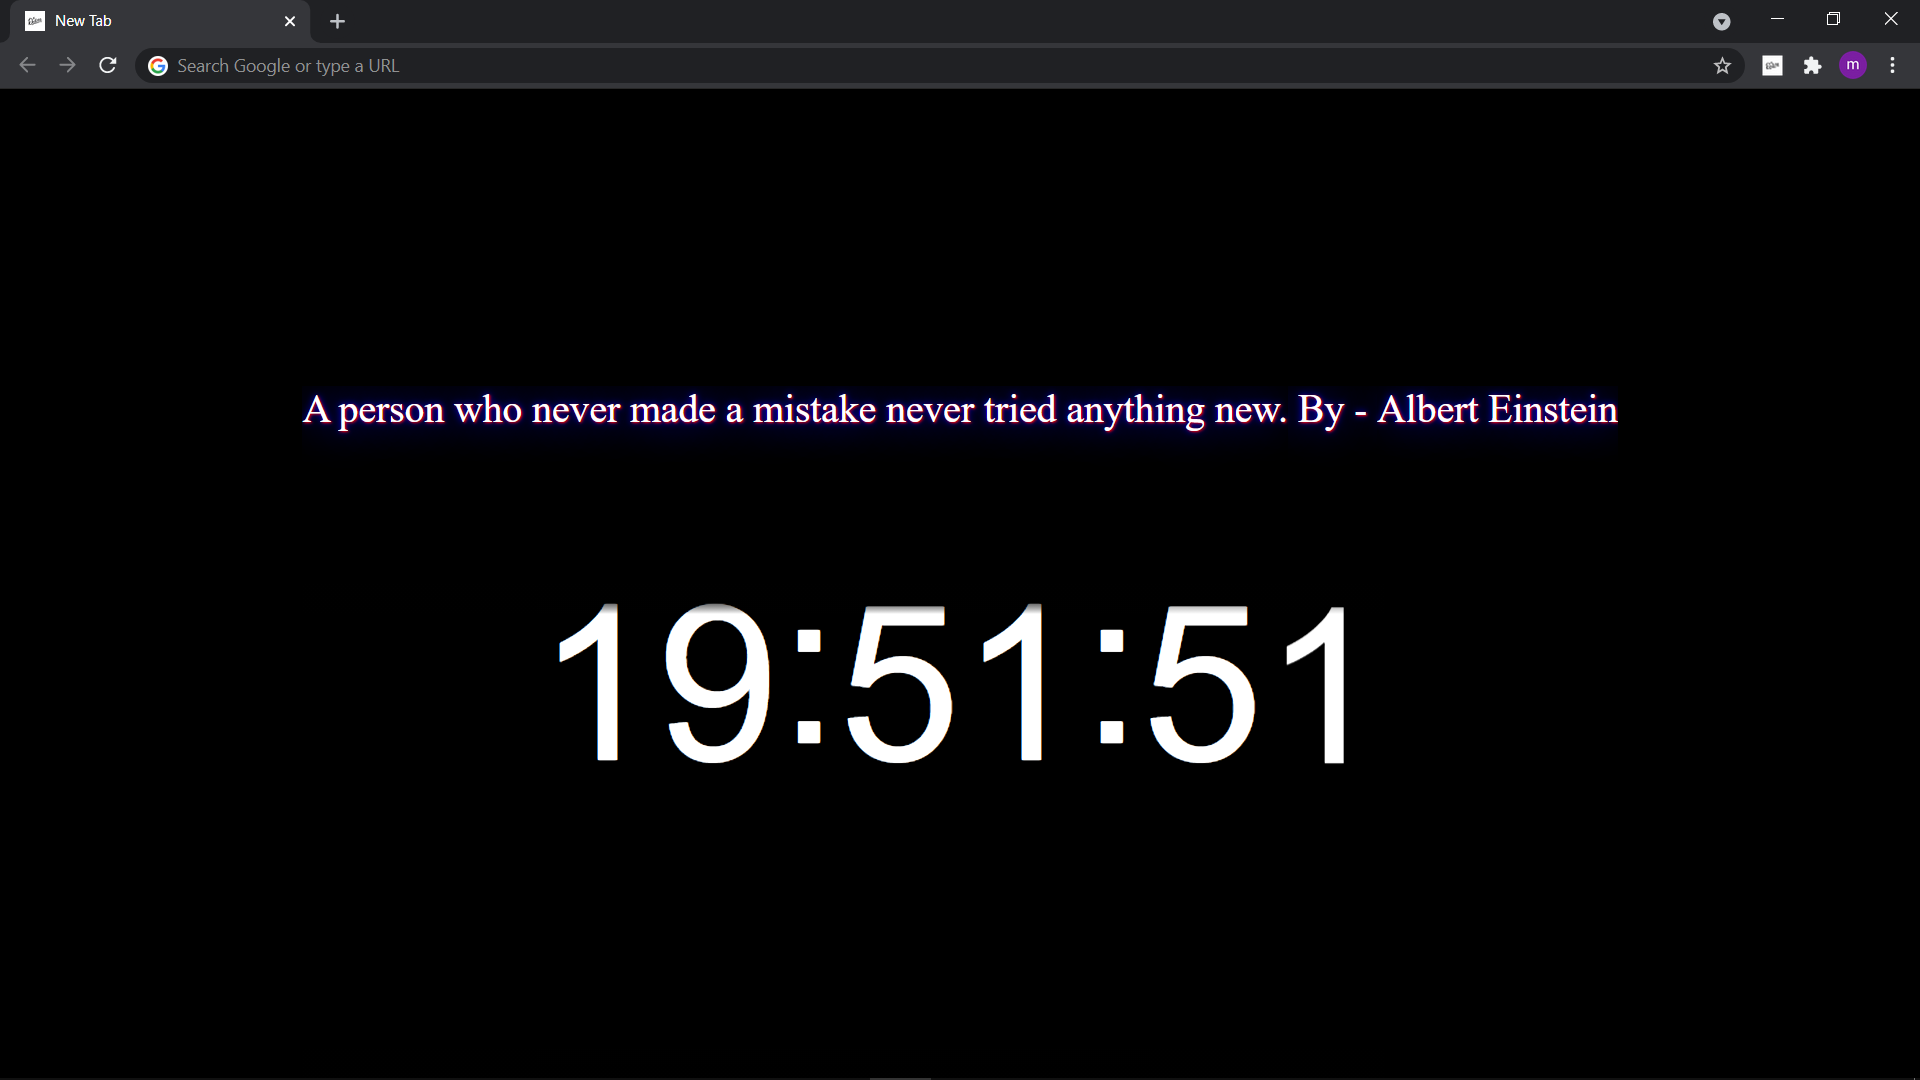 New Tab
Search Google or type a URL
m
A person who never made a mistake never tried anything new. By - Albert Einstein
19:51:51